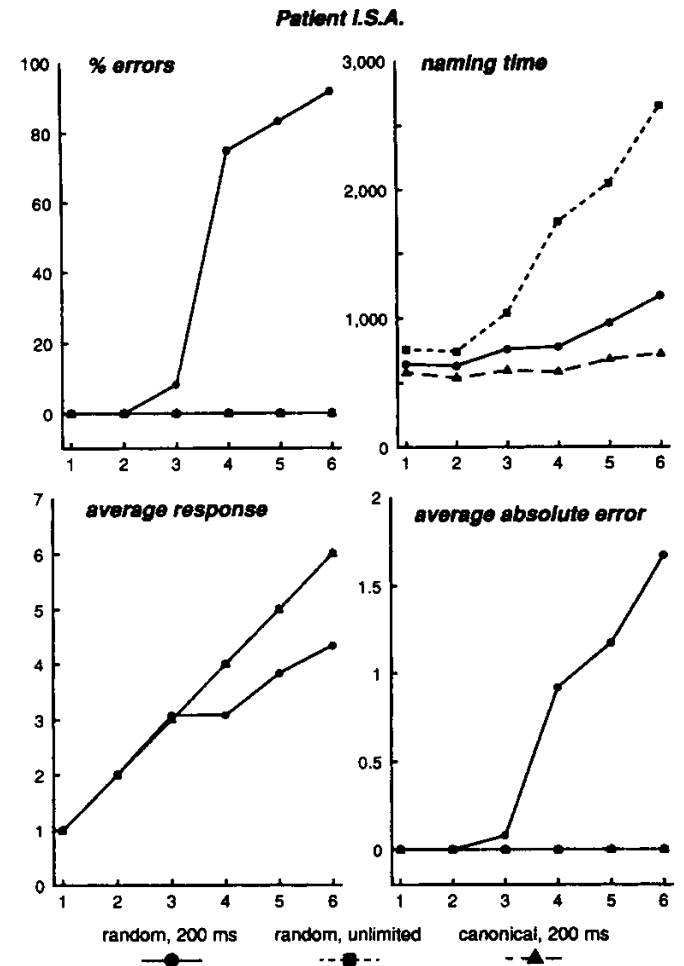 Patient I.S.A.
% errors
100
80
60
40
20
0
1 2 3 4 5 6
naming time
3,000
2,000
1,000
0
1 2 3 4 5 6
average response
7
6
5
4
3
2
1
0
1 2 3 4 5 6
average absolute error
2
1.5
1
0.5
0
1 2 3 4 5 6
random, 200 ms random, unlimited canonical, 200 ms